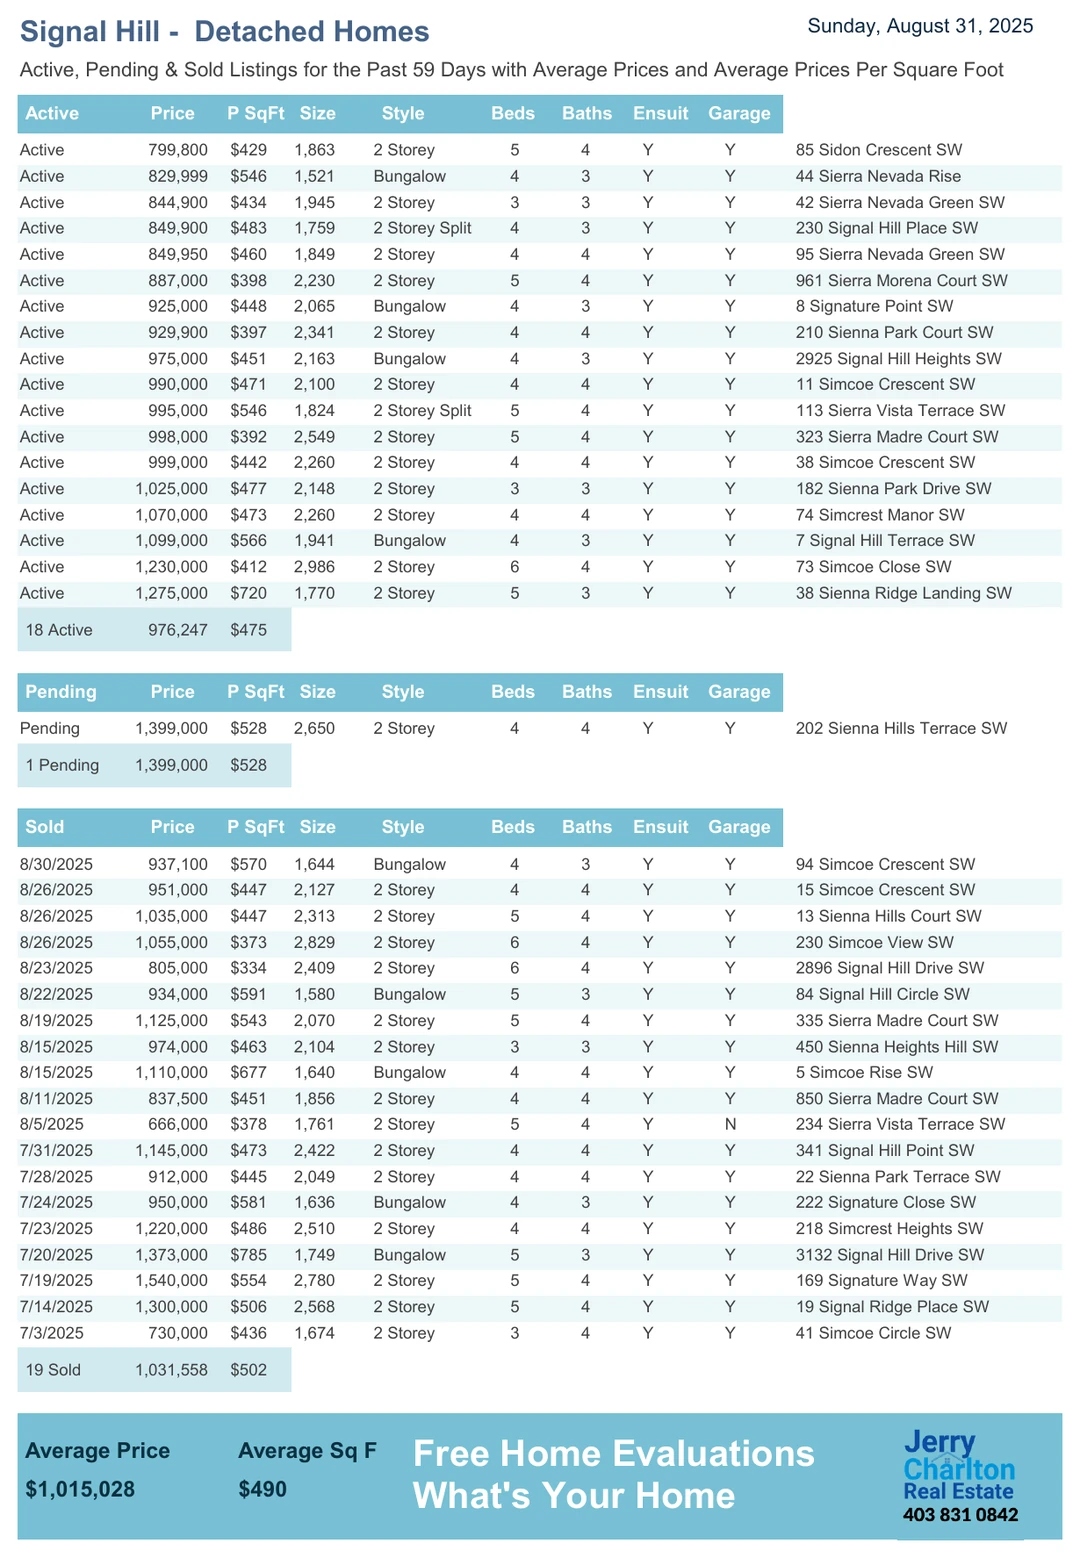 Signal Hill - Detached Homes
Sunday, August 31, 2025
Active, Pending & Sold Listings for the Past 59 Days with Average Prices and Average Prices Per Square Foot
Active Price P SqFt Size Style Beds Baths Ensuit Garage
Active 799,800 $429 1,863 2 Storey 5 4 Y Y 85 Sidon Crescent SW
Active 829,999 $546 1,521 Bungalow 4 3 Y Y 44 Sierra Nevada Rise
Active 844,900 $434 1,945 2 Storey 3 3 Y Y 42 Sierra Nevada Green SW
Active 849,900 $483 1,759 2 Storey Split 4 3 Y Y 230 Signal Hill Place SW
Active 849,950 $460 1,849 2 Storey 4 4 Y Y 95 Sierra Nevada Green SW
Active 887,000 $398 2,230 2 Storey 5 4 Y Y 961 Sierra Morena Court SW
Active 925,000 $448 2,065 Bungalow 4 3 Y Y 8 Signature Point SW
Active 929,900 $397 2,341 2 Storey 4 4 Y Y 210 Sienna Park Court SW
Active 975,000 $451 2,163 Bungalow 4 3 Y Y 2925 Signal Hill Heights SW
Active 990,000 $471 2,100 2 Storey 4 4 Y Y 11 Simcoe Crescent SW
Active 995,000 $546 1,824 2 Storey Split 5 4 Y Y 113 Sierra Vista Terrace SW
Active 998,000 $392 2,549 2 Storey 5 4 Y Y 323 Sierra Madre Court SW
Active 999,000 $442 2,260 2 Storey 4 4 Y Y 38 Simcoe Crescent SW
Active 1,025,000 $477 2,148 2 Storey 3 3 Y Y 182 Sienna Park Drive SW
Active 1,070,000 $473 2,260 2 Storey 4 4 Y Y 74 Simcrest Manor SW
Active 1,099,000 $566 1,941 Bungalow 4 3 Y Y 7 Signal Hill Terrace SW
Active 1,230,000 $412 2,986 2 Storey 6 4 Y Y 73 Simcoe Close SW
Active 1,275,000 $720 1,770 2 Storey 5 3 Y Y 38 Sienna Ridge Landing SW
18 Active 976,247 $475
Pending Price P SqFt Size Style Beds Baths Ensuit Garage
Pending 1,399,000 $528 2,650 2 Storey 4 4 Y Y 202 Sienna Hills Terrace SW
1 Pending 1,399,000 $528
Sold Price P SqFt Size Style Beds Baths Ensuit Garage
8/30/2025 937,100 $570 1,644 Bungalow 4 3 Y Y 94 Simcoe Crescent SW
8/26/2025 951,000 $447 2,127 2 Storey 4 4 Y Y 15 Simcoe Crescent SW
8/26/2025 1,035,000 $447 2,313 2 Storey 5 4 Y Y 13 Sienna Hills Court SW
8/26/2025 1,055,000 $373 2,829 2 Storey 6 4 Y Y 230 Simcoe View SW
8/23/2025 805,000 $334 2,409 2 Storey 6 4 Y Y 2896 Signal Hill Drive SW
8/22/2025 934,000 $591 1,580 Bungalow 5 3 Y Y 84 Signal Hill Circle SW
8/19/2025 1,125,000 $543 2,070 2 Storey 5 4 Y Y 335 Sierra Madre Court SW
8/15/2025 974,000 $463 2,104 2 Storey 3 3 Y Y 450 Sienna Heights Hill SW
8/15/2025 1,110,000 $677 1,640 Bungalow 4 4 Y Y 5 Simcoe Rise SW
8/11/2025 837,500 $451 1,856 2 Storey 4 4 Y Y 850 Sierra Madre Court SW
8/5/2025 666,000 $378 1,761 2 Storey 5 4 Y N 234 Sierra Vista Terrace SW
7/31/2025 1,145,000 $473 2,422 2 Storey 4 4 Y Y 341 Signal Hill Point SW
7/28/2025 912,000 $445 2,049 2 Storey 4 4 Y Y 22 Sienna Park Terrace SW
7/24/2025 950,000 $581 1,636 Bungalow 4 3 Y Y 222 Signature Close SW
7/23/2025 1,220,000 $486 2,510 2 Storey 4 4 Y Y 218 Simcrest Heights SW
7/20/2025 1,373,000 $785 1,749 Bungalow 5 3 Y Y 3132 Signal Hill Drive SW
7/19/2025 1,540,000 $554 2,780 2 Storey 5 4 Y Y 169 Signature Way SW
7/14/2025 1,300,000 $506 2,568 2 Storey 5 4 Y Y 19 Signal Ridge Place SW
7/3/2025 730,000 $436 1,674 2 Storey 3 4 Y Y 41 Simcoe Circle SW
19 Sold 1,031,558 $502
Average Price Average Sq F
$1,015,028 $490
Free Home Evaluations
What's Your Home
Jerry
Charlton
Real Estate
403 831 0842